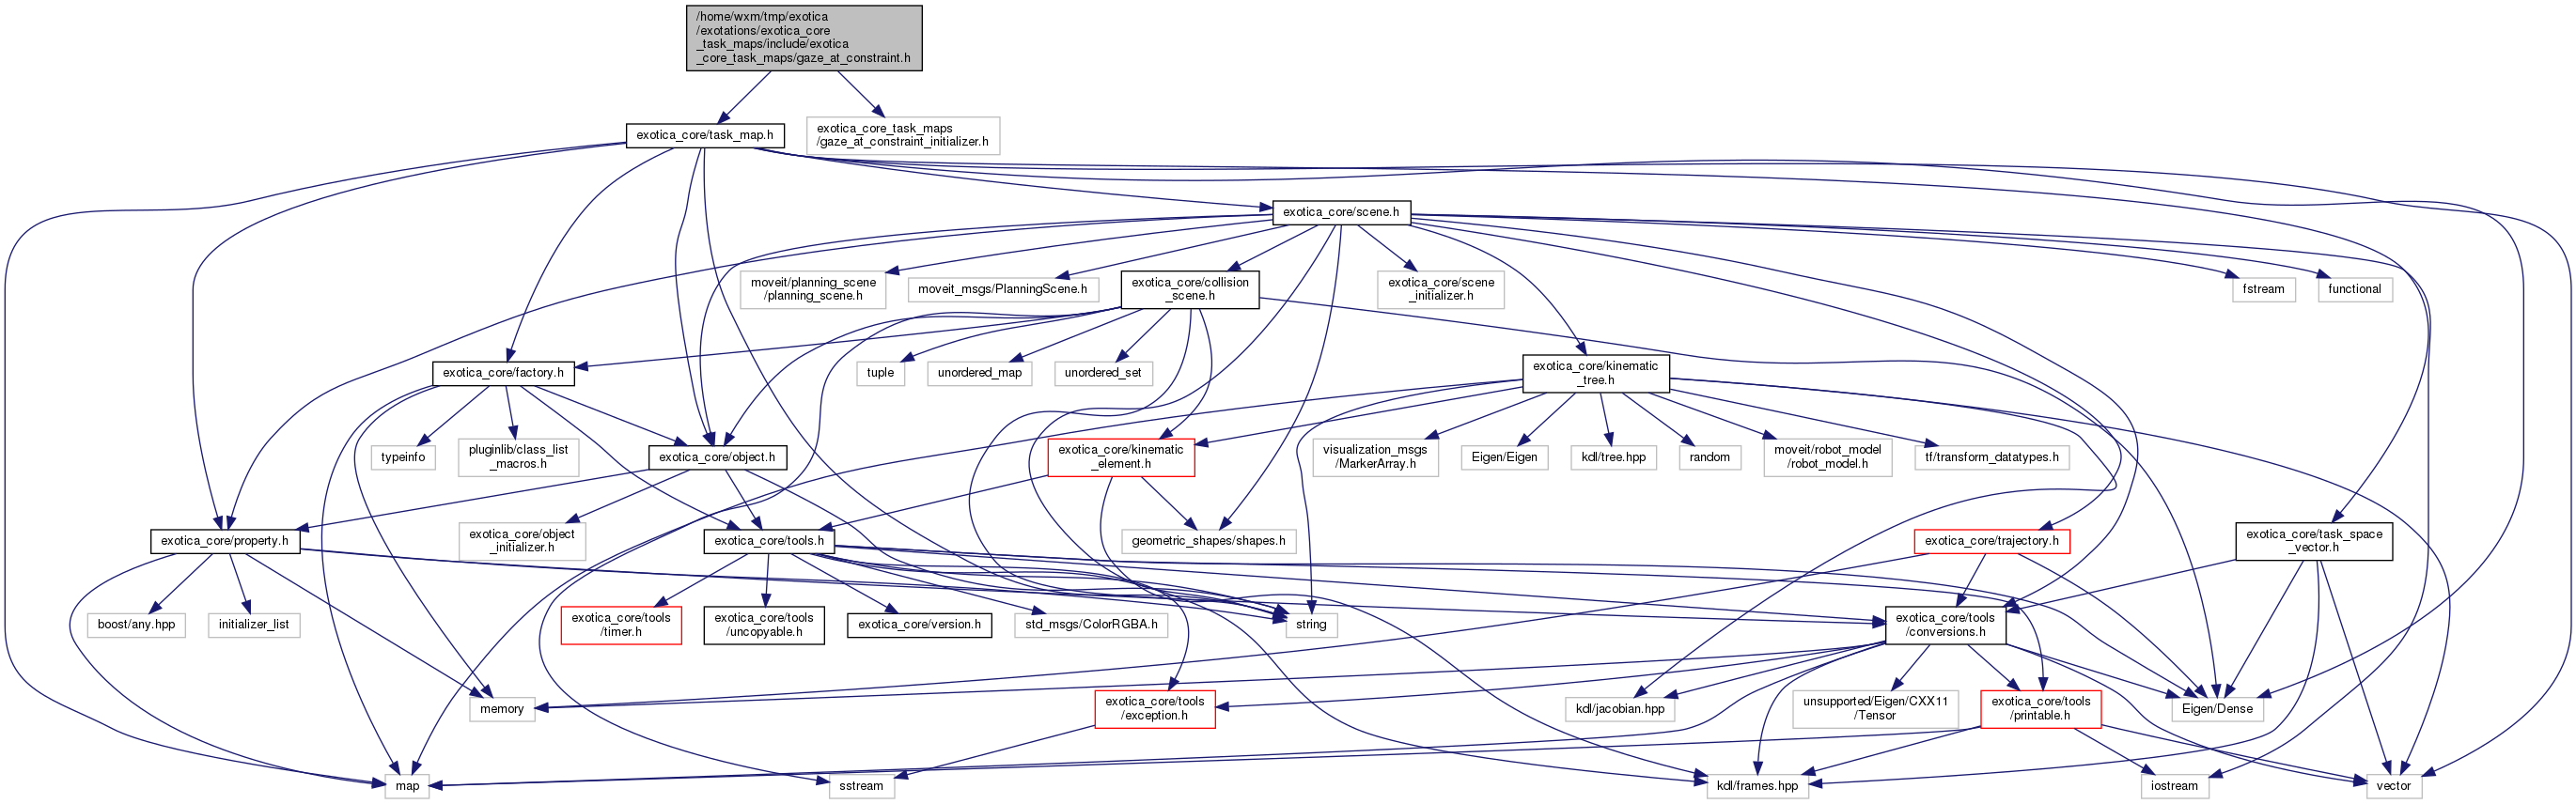 /home/wxm/tmp/exotica
/exotations/exotica_core
_task_maps/include/exotica
_core_task_maps/gaze_at_constraint.h
exotica_core/task_map.h
exotica_core_task_maps
/gaze_at_constraint_initializer.h
exotica_core/scene.h
moveit/planning_scene
/planning_scene.h
moveit_msgs/PlanningScene.h
exotica_core/collision
_scene.h
exotica_core/scene
_initializer.h
fstream
functional
exotica_core/factory.h
tuple
unordered_map
unordered_set
exotica_core/kinematic
_tree.h
typeinfo
pluginlib/class_list
_macros.h
exotica_core/object.h
exotica_core/kinematic
_element.h
visualization_msgs
/MarkerArray.h
Eigen/Eigen
kdl/tree.hpp
random
moveit/robot_model
/robot_model.h
tf/transform_datatypes.h
exotica_core/property.h
exotica_core/object
_initializer.h
exotica_core/tools.h
geometric_shapes/shapes.h
exotica_core/trajectory.h
exotica_core/task_space
_vector.h
boost/any.hpp
initializer_list
exotica_core/tools
/timer.h
exotica_core/tools
/uncopyable.h
exotica_core/version.h
std_msgs/ColorRGBA.h
string
exotica_core/tools
/conversions.h
memory
exotica_core/tools
/exception.h
kdl/jacobian.hpp
unsupported/Eigen/CXX11
/Tensor
exotica_core/tools
/printable.h
Eigen/Dense
map
sstream
kdl/frames.hpp
iostream
vector